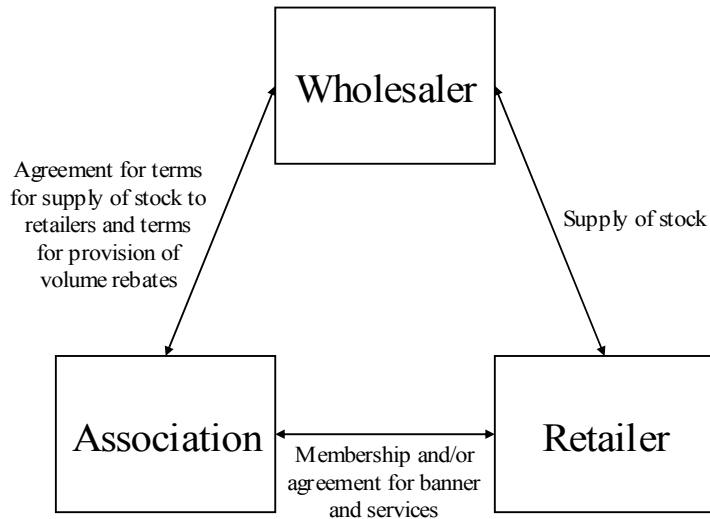 Wholesaler
Agreement for terms
for supply of stock to
retailers and terms
for provision of
volume rebates
Supply of stock
Association
Retailer
Membership and/or
agreement for banner
and services